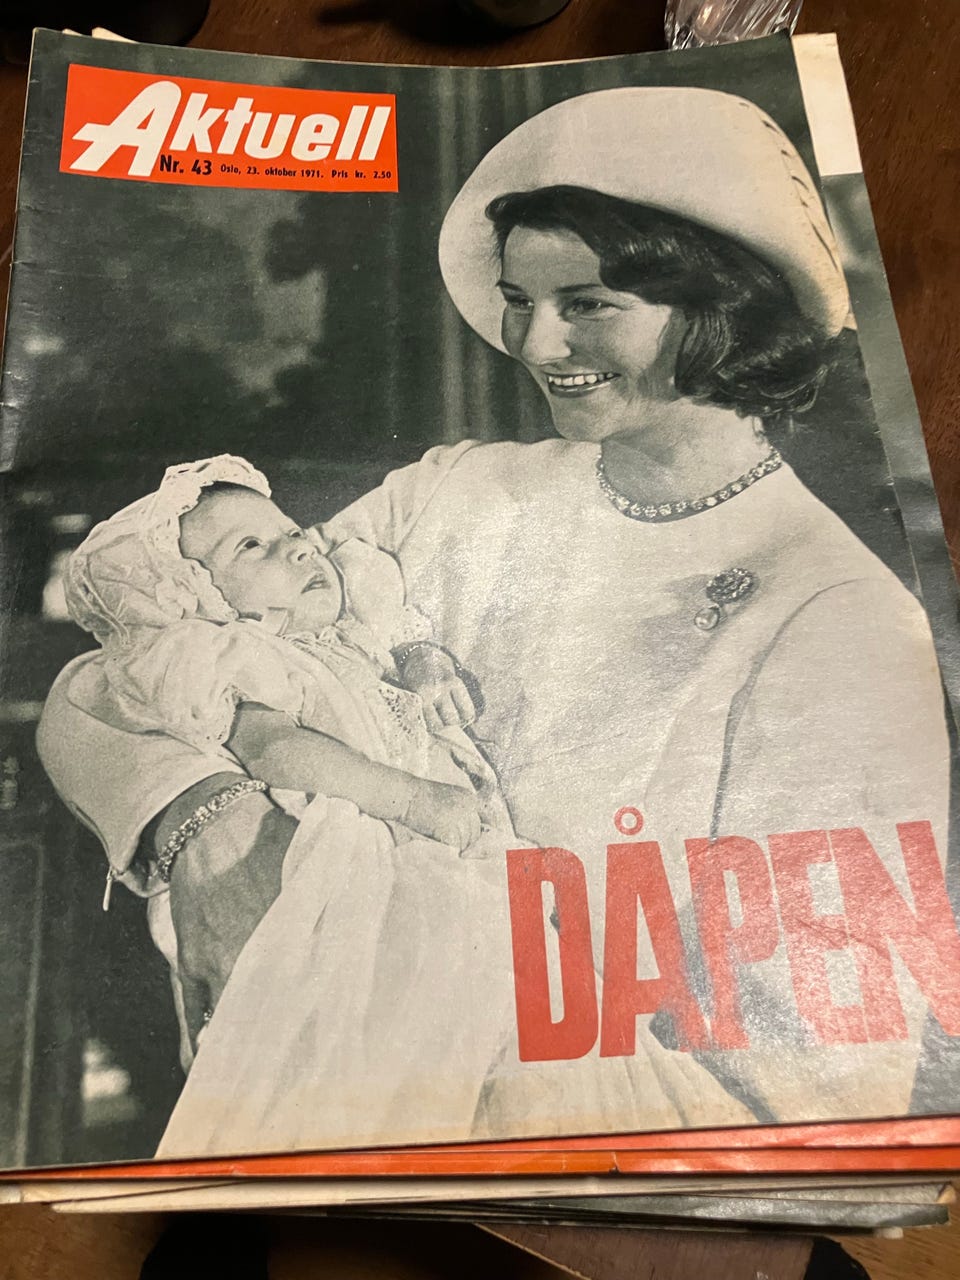 Aktuell
Nr. 43 Oslo, 23. oktober 1971. Pris kr. 2.50
DÅPEN